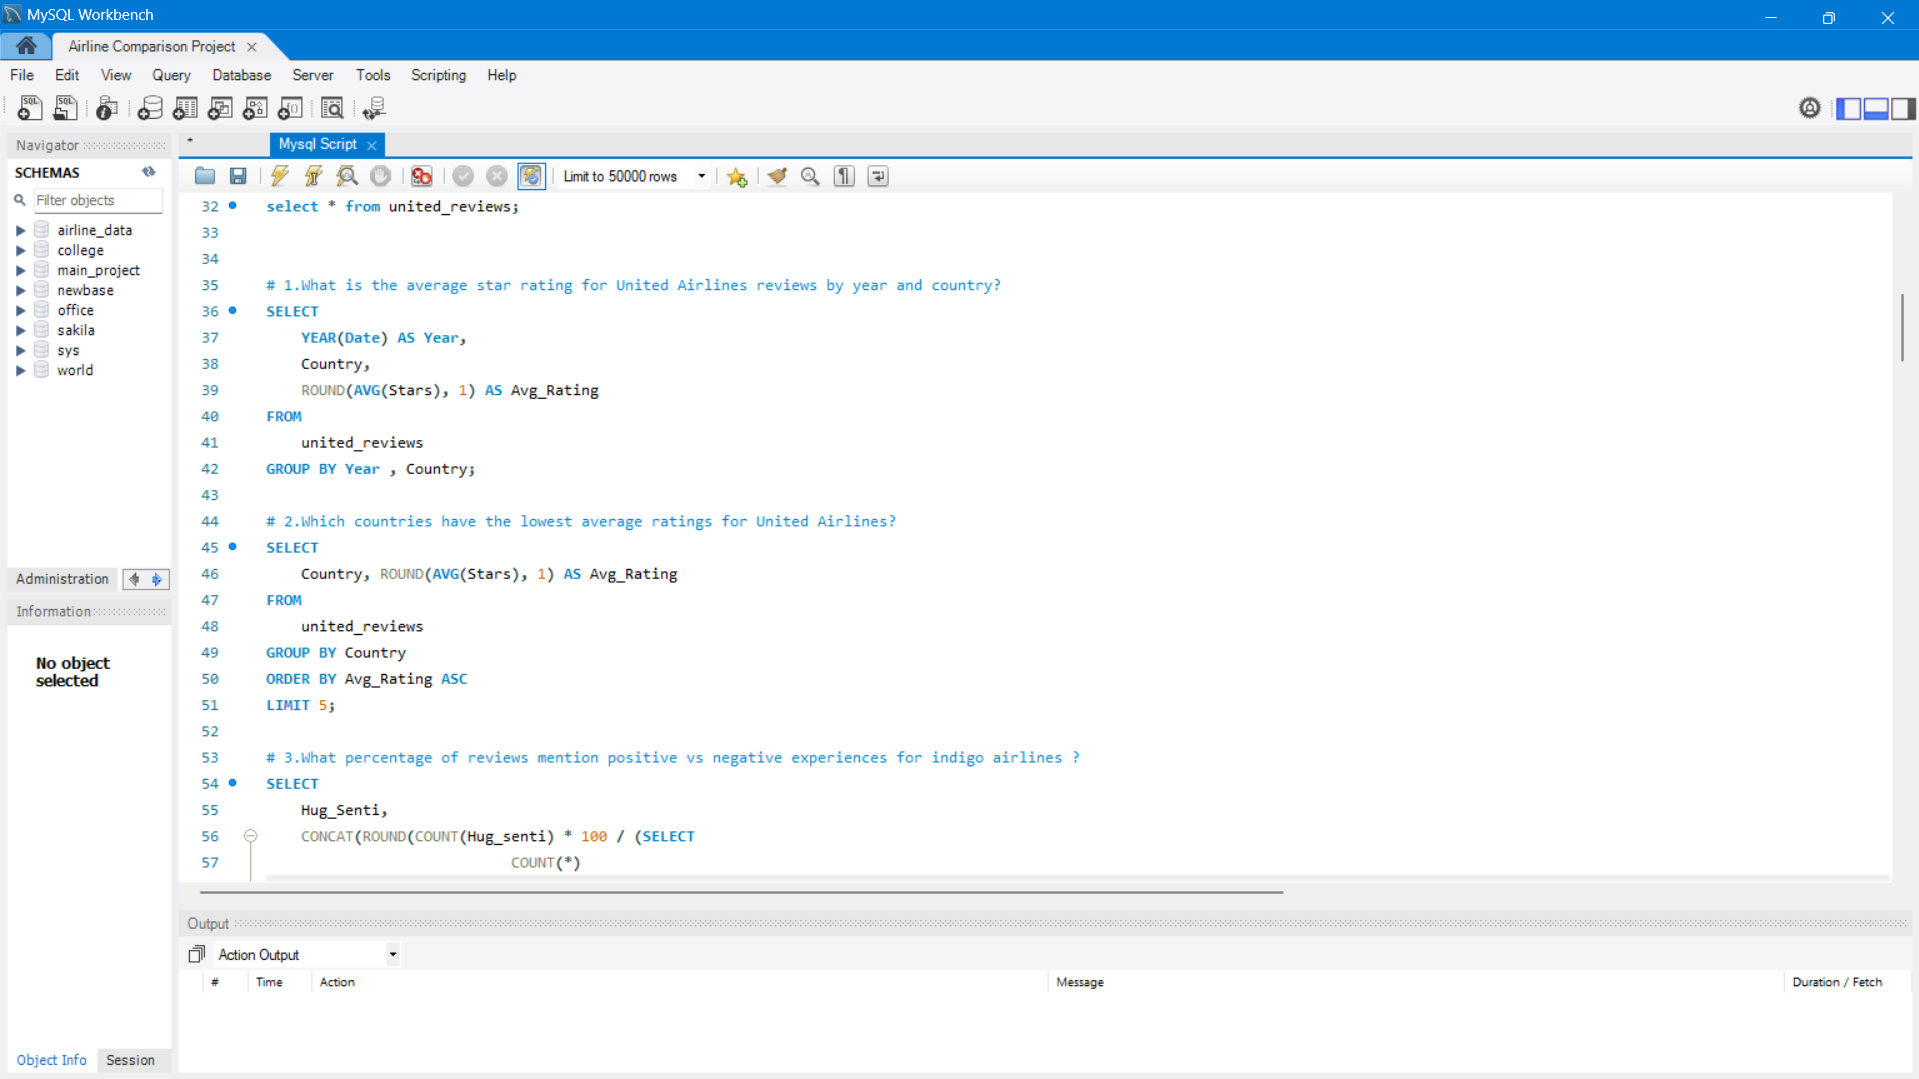 MySQL Workbench
Airline Comparison Project
File Edit View Query Database Server Tools Scripting Help
Navigator
SCHEMAS
Filter objects
airline_data
college
main_project
newbase
office
sakila
sys
world
Administration
Information
No object
selected
Object Info Session
*
Mysql Script
Limit to 50000 rows
32 select * from united_reviews;
33
34
35 # 1.What is the average star rating for United Airlines reviews by year and country?
36 SELECT
37 YEAR(Date) AS Year,
38 Country,
39 ROUND(AVG(Stars), 1) AS Avg_Rating
40 FROM
41 united_reviews
42 GROUP BY Year , Country;
43
44 # 2.Which countries have the lowest average ratings for United Airlines?
45 SELECT
46 Country, ROUND(AVG(Stars), 1) AS Avg_Rating
47 FROM
48 united_reviews
49 GROUP BY Country
50 ORDER BY Avg_Rating ASC
51 LIMIT 5;
52
53 # 3.What percentage of reviews mention positive vs negative experiences for indigo airlines ?
54 SELECT
55 Hug_Senti,
56 CONCAT(ROUND(COUNT(Hug_senti) * 100 / (SELECT
57 COUNT(*)
Output
Action Output
# Time Action Message Duration / Fetch